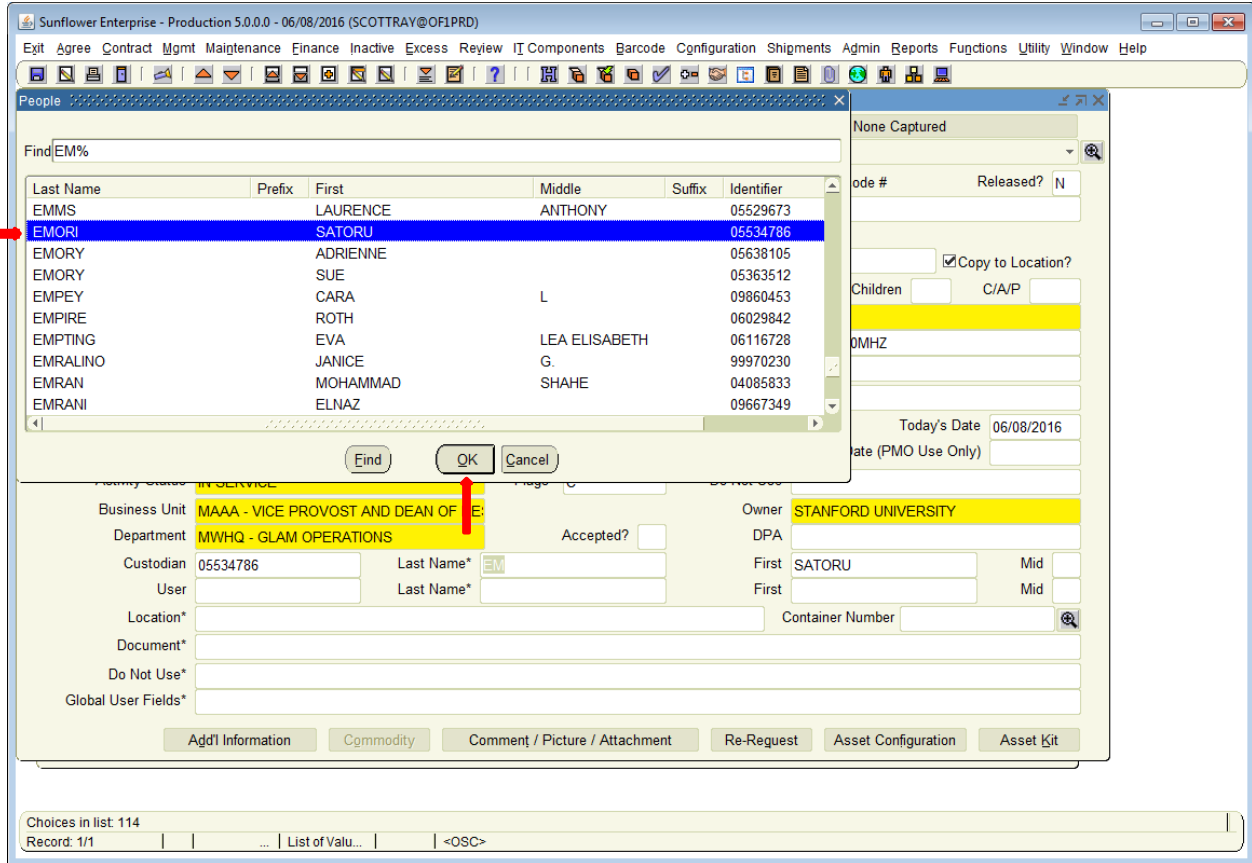 Sunflower Enterprise - Production 5.0.0.0 - 06/08/2016 (SCOTTRAY@OF1PRD)
Exit Agree Contract Mgmt Maintenance Finance Inactive Excess Review IT Components Barcode Configuration Shipments Admin Reports Functions Utility Window Help
People
None Captured
Find EM%
Last Name Prefix First Middle Suffix Identifier
ode # Released? N
EMMS LAURENCE ANTHONY 05529673
EMORI SATORU 05534786
EMORY ADRIENNE 05638105
Copy to Location?
EMORY SUE 05363512
EMPEY CARA L 09860453
Children C/A/P
EMPIRE ROTH 06029842
EMPTING EVA LEA ELISABETH 06116728
0MHZ
EMRALINO JANICE G. 99970230
EMRAN MOHAMMAD SHAHE 04085833
EMRANI ELNAZ 09667349
Today's Date 06/08/2016
Find OK Cancel
ate (PMO Use Only)
Activity Status IN SERVICE Flags C Do Not Use
Business Unit MAAA - VICE PROVOST AND DEAN OF Owner STANFORD UNIVERSITY
Department MWHQ - GLAM OPERATIONS Accepted? DPA
Custodian 05534786 Last Name* EM First SATORU Mid
User Last Name* First Mid
Location* Container Number
Document*
Do Not Use*
Global User Fields*
Add'l Information Commodity Comment / Picture / Attachment Re-Request Asset Configuration Asset Kit
Choices in list: 114
Record: 1/1 ... List of Valu... <OSC>